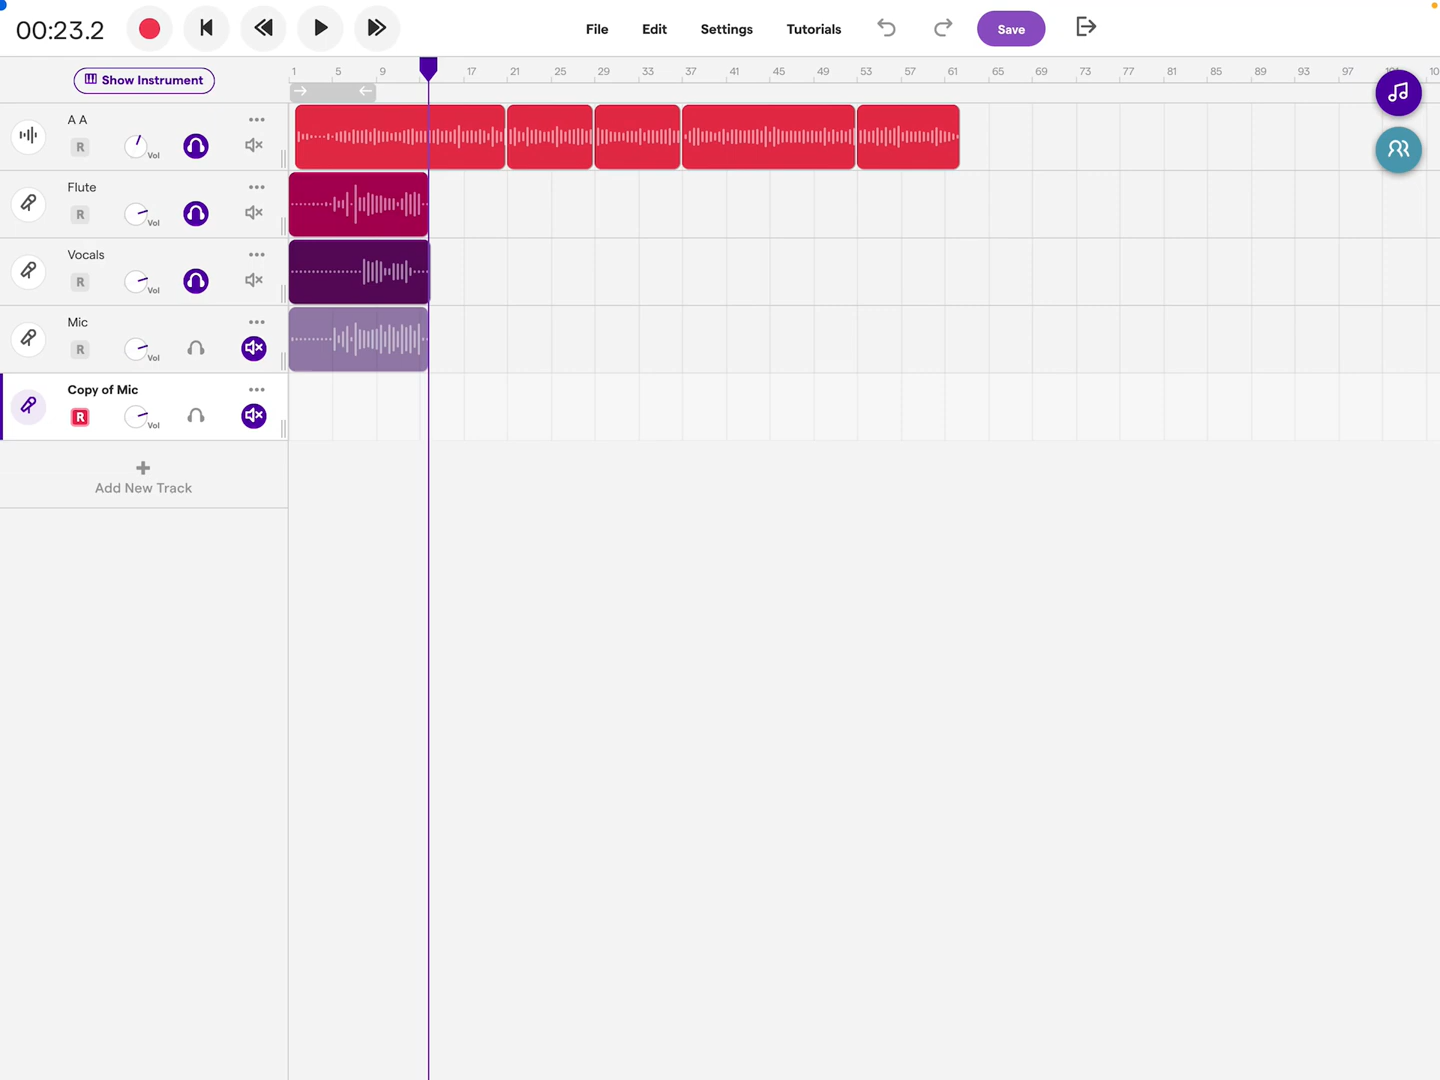 00:23.2
File Edit Settings Tutorials Save
Show Instrument
1 5 9 17 21 25 29 33 37 41 45 49 53 57 61 65 69 73 77 81 85 89 93 97
A A
R Vol
Flute
R Vol
Vocals
R Vol
Mic
R Vol
Copy of Mic
R Vol
Add New Track